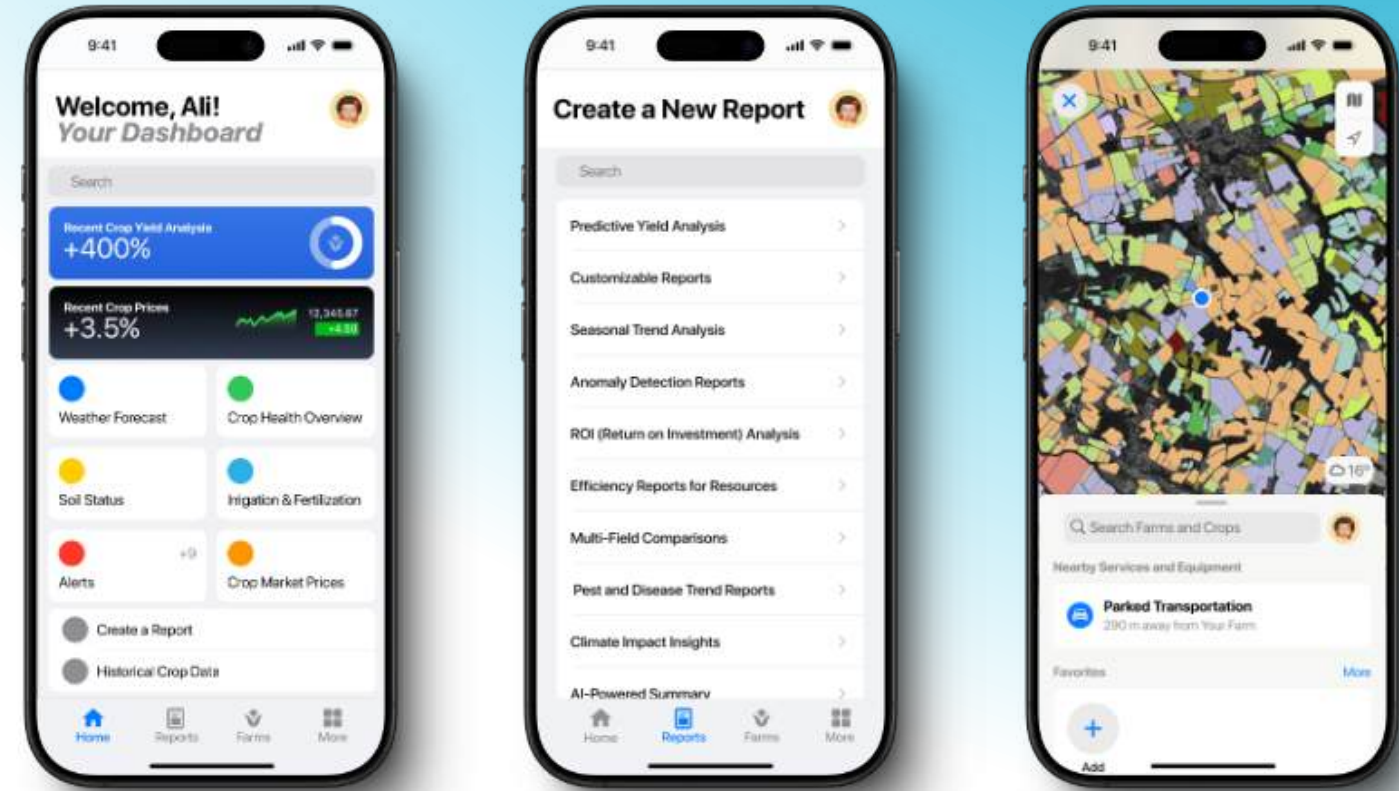 9:41
Welcome, Ali!
Your Dashboard
Search
Recent Crop Yield Analysis
+400%
Recent Crop Prices
+3.5%
12,345.67
+4.59
Weather Forecast
Crop Health Overview
Soil Status
Irrigation & Fertilization
+9
Alerts
Crop Market Prices
Create a Report
Historical Crop Data
Home
Reports
Farms
More
9:41
Create a New Report
Search
Predictive Yield Analysis
Customizable Reports
Seasonal Trend Analysis
Anomaly Detection Reports
ROI (Return on Investment) Analysis
Efficiency Reports for Resources
Multi-Field Comparisons
Pest and Disease Trend Reports
Climate Impact Insights
AI-Powered Summary
Home
Reports
Farms
More
9:41
16°
Search Farms and Crops
Nearby Services and Equipment
Parked Transportation
290 m away from Your Farm
Favorites
More
Add